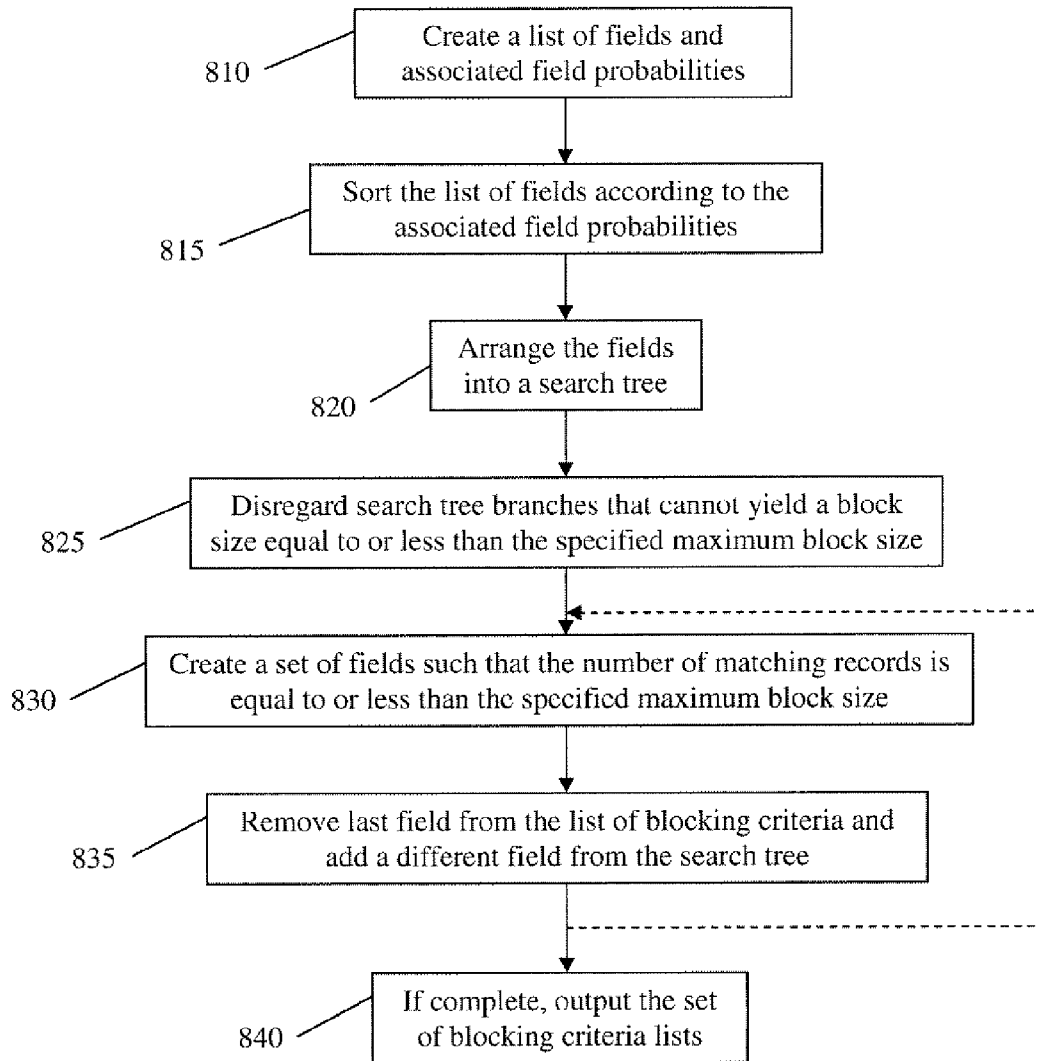 Create a list of fields and
associated field probabilities
810
Sort the list of fields according to the
associated field probabilities
815
Arrange the fields
into a search tree
820
Disregard search tree branches that cannot yield a block
size equal to or less than the specified maximum block size
825
Create a set of fields such that the number of matching records is
equal to or less than the specified maximum block size
830
Remove last field from the list of blocking criteria and
add a different field from the search tree
835
If complete, output the set
of blocking criteria lists
840